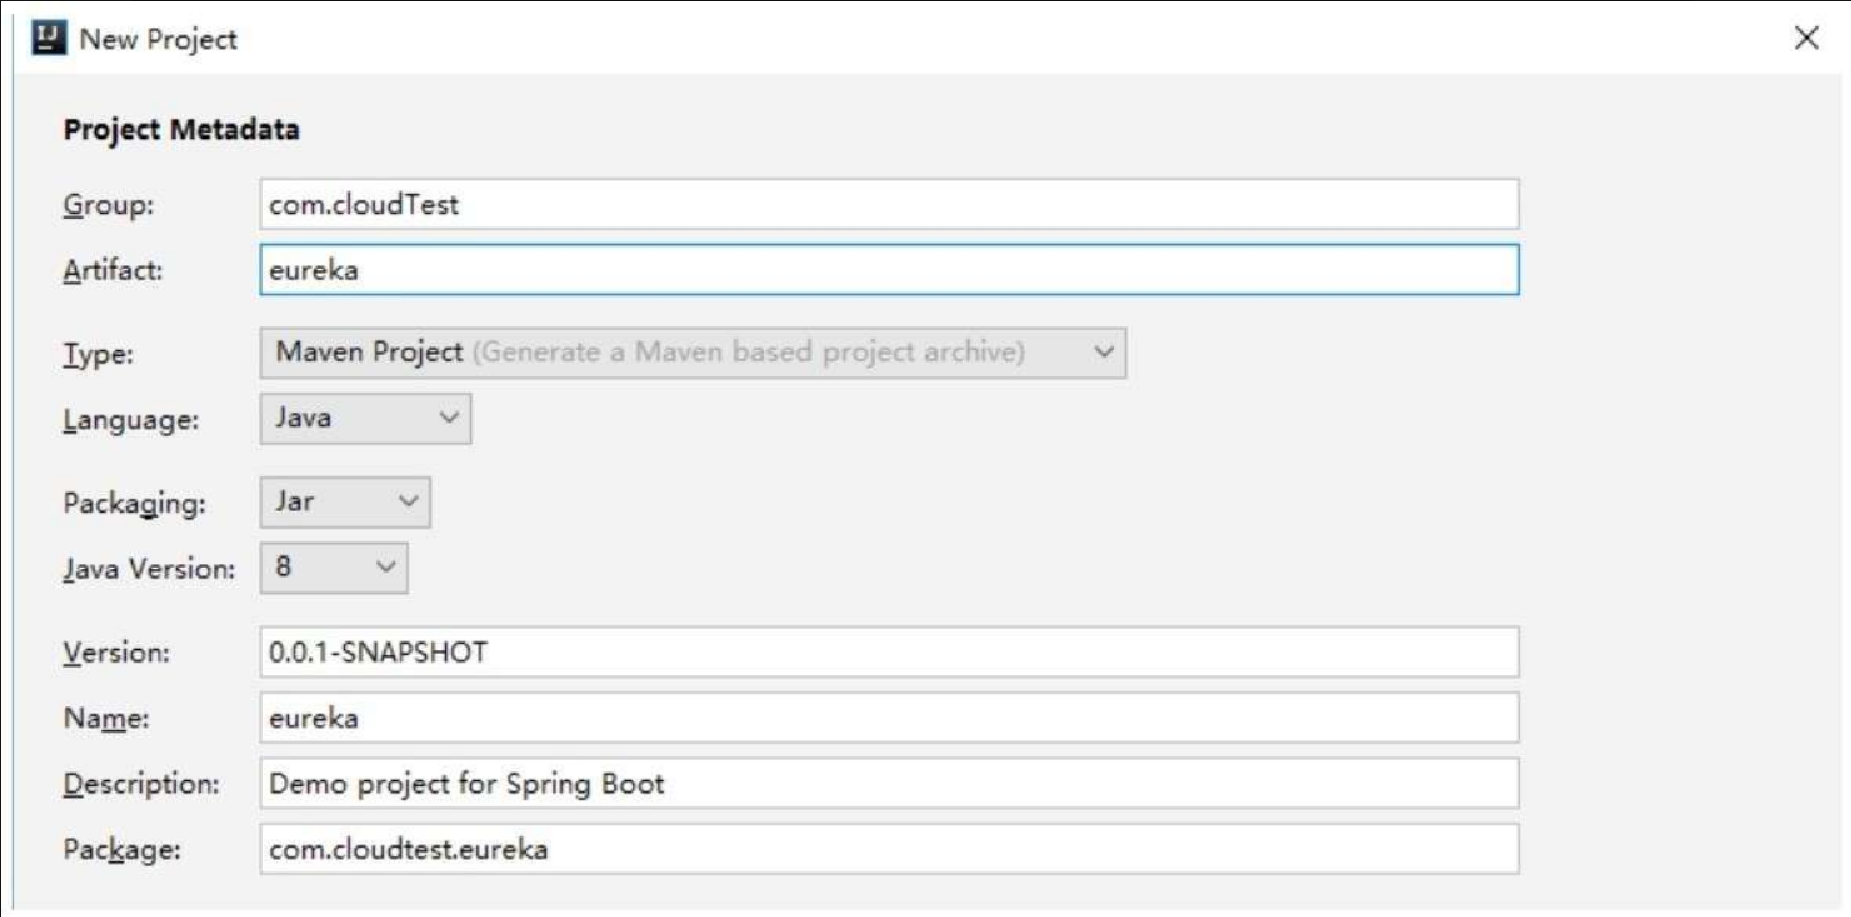 New Project
Project Metadata
Group: com.cloudTest
Artifact: eureka
Type: Maven Project (Generate a Maven based project archive)
Language: Java
Packaging: Jar
Java Version: 8
Version: 0.0.1-SNAPSHOT
Name: eureka
Description: Demo project for Spring Boot
Package: com.cloudtest.eureka